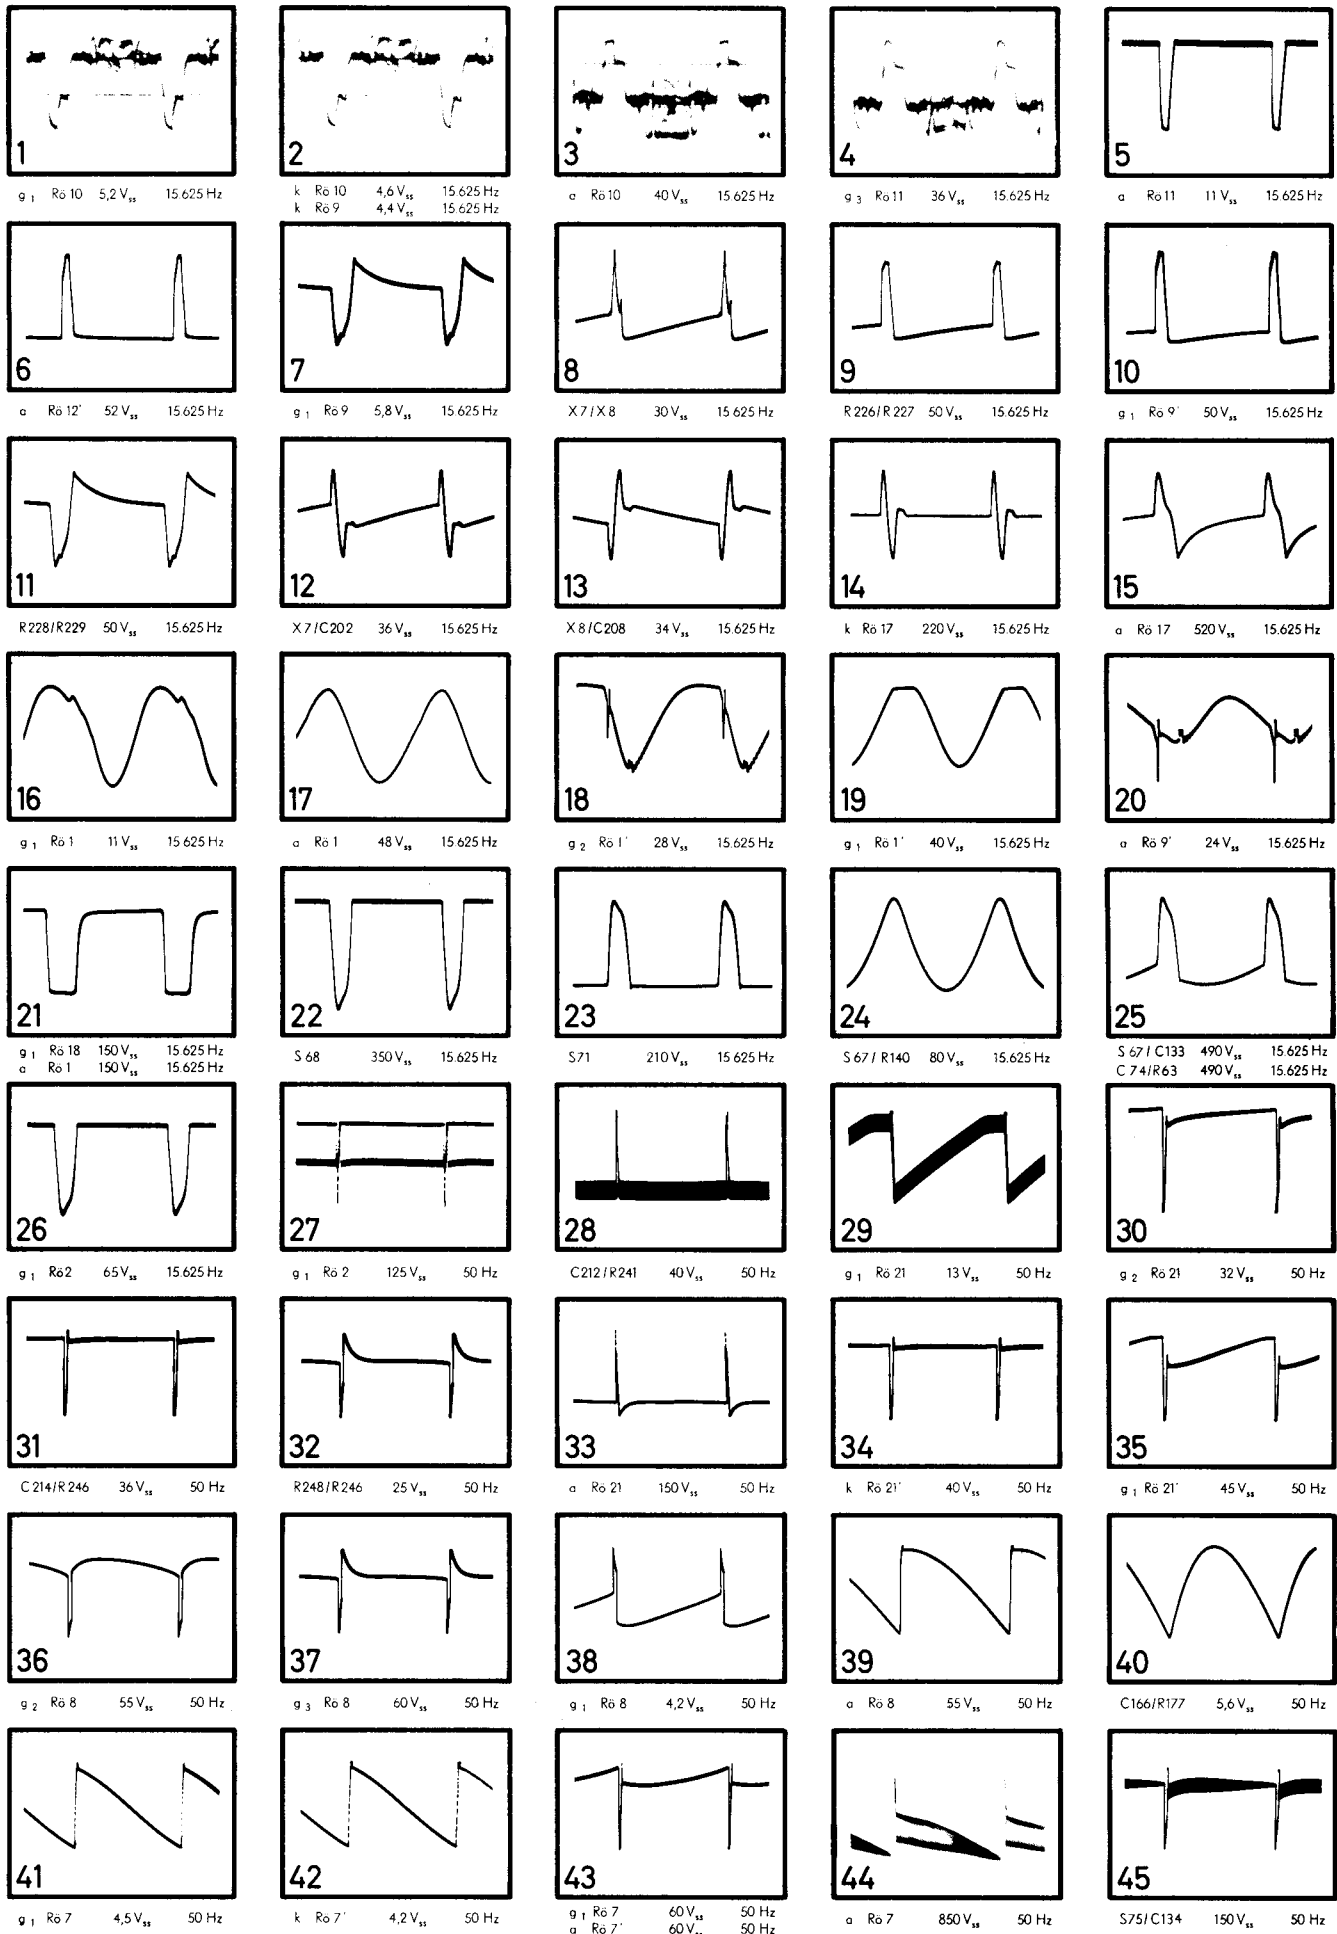 1 2 3 4 5
g₁ Rö 10 5,2 Vss 15.625 Hz
k Rö 10 4,6 Vss 15.625 Hz
k Rö 9 4,4 Vss 15.625 Hz
a Rö 10 40 Vss 15.625 Hz
g₃ Rö 11 36 Vss 15.625 Hz
a Rö 11 11 Vss 15.625 Hz
6 7 8 9 10
a Rö 12' 52 Vss 15.625 Hz
g₁ Rö 9 5,8 Vss 15.625 Hz
X 7 / X 8 30 Vss 15 625 Hz
R 226 / R 227 50 Vss 15.625 Hz
g₁ Rö 9' 50 Vss 15.625 Hz
11 12 13 14 15
R 228 / R 229 50 Vss 15.625 Hz
X 7 / C 202 36 Vss 15 625 Hz
X 8 / C 208 34 Vss 15 625 Hz
k Rö 17 220 Vss 15.625 Hz
a Rö 17 520 Vss 15.625 Hz
16 17 18 19 20
g₁ Rö 1 11 Vss 15.625 Hz
a Rö 1 48 Vss 15 625 Hz
g₂ Rö 1' 28 Vss 15.625 Hz
g₁ Rö 1' 40 Vss 15.625 Hz
a Rö 9' 24 Vss 15.625 Hz
21 22 23 24 25
g₁ Rö 18 150 Vss 15 625 Hz
a Rö 1 150 Vss 15.625 Hz
S 68 350 Vss 15.625 Hz
S 71 210 Vss 15 625 Hz
S 67 / R 140 80 Vss 15.625 Hz
S 67 / C 133 490 Vss 15.625 Hz
C 74 / R 63 490 Vss 15.625 Hz
26 27 28 29 30
g₁ Rö 2 65 Vss 15.625 Hz
g₁ Rö 2 125 Vss 50 Hz
C 212 / R 241 40 Vss 50 Hz
g₁ Rö 21 13 Vss 50 Hz
g₂ Rö 21 32 Vss 50 Hz
31 32 33 34 35
C 214 / R 246 36 Vss 50 Hz
R 248 / R 246 25 Vss 50 Hz
a Rö 21 150 Vss 50 Hz
k Rö 21' 40 Vss 50 Hz
g₁ Rö 21' 45 Vss 50 Hz
36 37 38 39 40
g₂ Rö 8 55 Vss 50 Hz
g₃ Rö 8 60 Vss 50 Hz
g₁ Rö 8 4,2 Vss 50 Hz
a Rö 8 55 Vss 50 Hz
C 166 / R 177 5,6 Vss 50 Hz
41 42 43 44 45
g₁ Rö 7 4,5 Vss 50 Hz
k Rö 7' 4,2 Vss 50 Hz
g₁ Rö 7 60 Vss 50 Hz
a Rö 7' 60 Vss 50 Hz
a Rö 7 850 Vss 50 Hz
S 75 / C 134 150 Vss 50 Hz